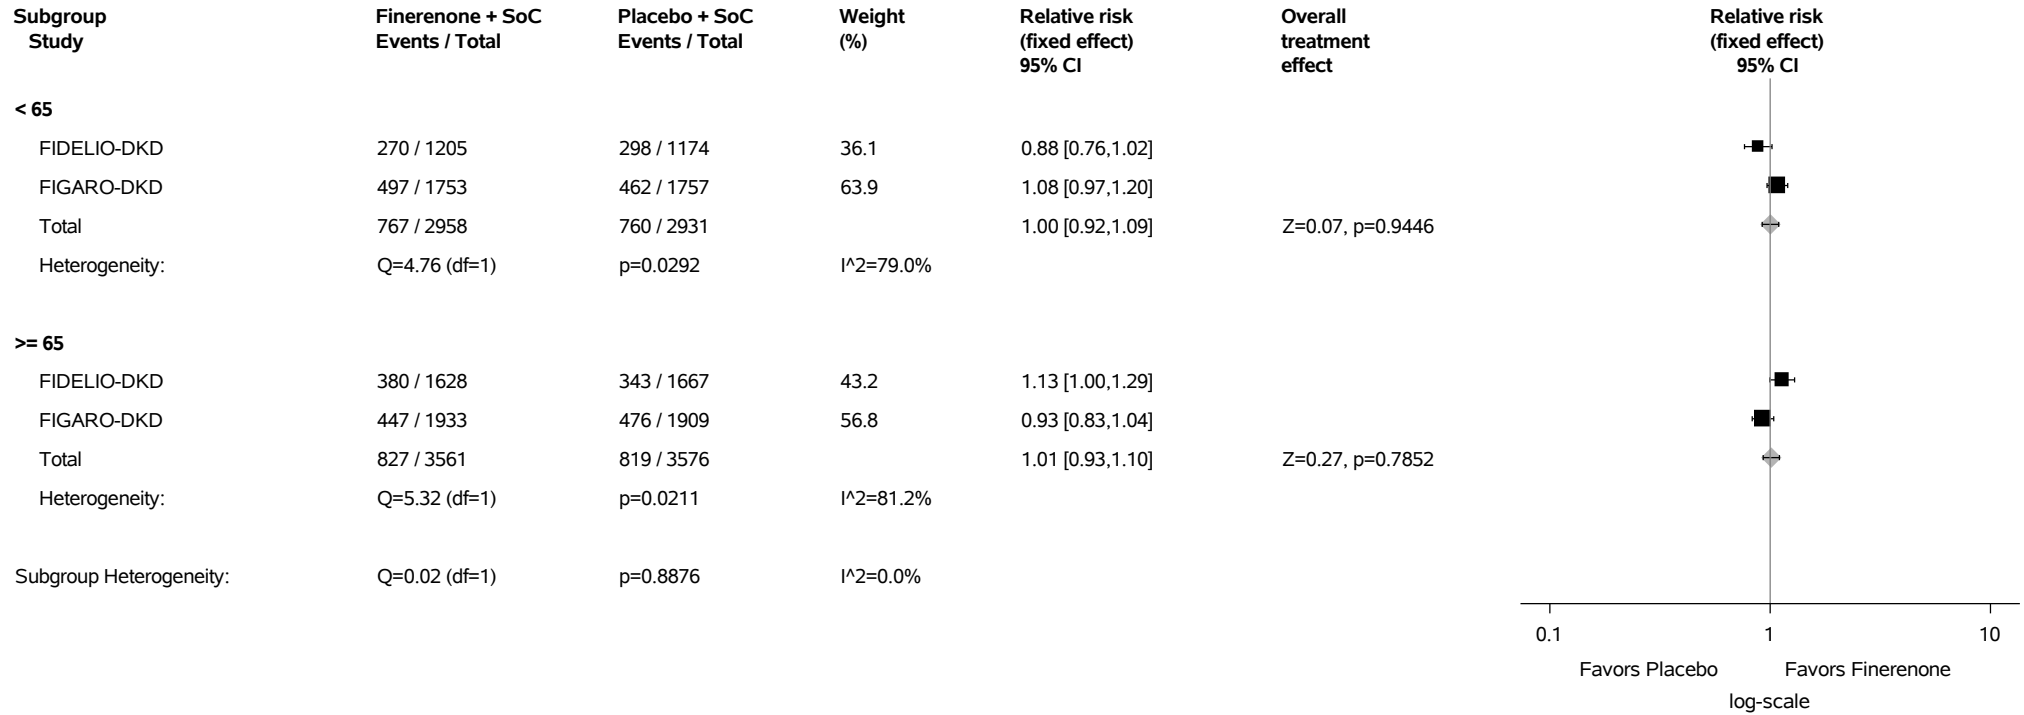 Subgroup Finerenone + SoC Placebo + SoC Weight Relative risk Overall Relative risk
Study Events / Total Events / Total (%) (fixed effect) treatment (fixed effect)
95% CI effect 95% CI
< 65
FIDELIO-DKD 270 / 1205 298 / 1174 36.1 0.88 [0.76,1.02]
FIGARO-DKD 497 / 1753 462 / 1757 63.9 1.08 [0.97,1.20]
Total 767 / 2958 760 / 2931 1.00 [0.92,1.09] Z=0.07, p=0.9446
Heterogeneity: Q=4.76 (df=1) p=0.0292 I^2=79.0%
>= 65
FIDELIO-DKD 380 / 1628 343 / 1667 43.2 1.13 [1.00,1.29]
FIGARO-DKD 447 / 1933 476 / 1909 56.8 0.93 [0.83,1.04]
Total 827 / 3561 819 / 3576 1.01 [0.93,1.10] Z=0.27, p=0.7852
Heterogeneity: Q=5.32 (df=1) p=0.0211 I^2=81.2%
Subgroup Heterogeneity: Q=0.02 (df=1) p=0.8876 I^2=0.0%
0.1 1 10
Favors Placebo Favors Finerenone
log-scale